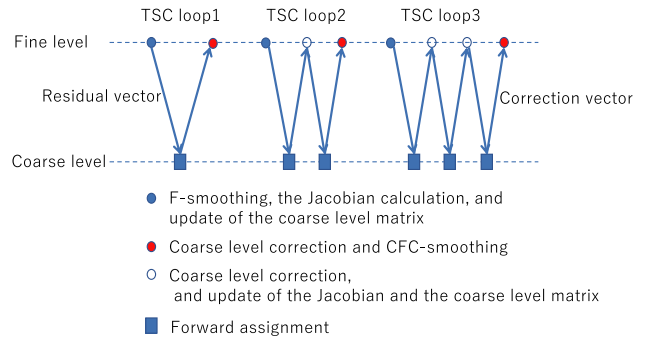 TSC loop1 TSC loop2 TSC loop3
Fine level
Residual vector
Correction vector
Coarse level
F-smoothing, the Jacobian calculation, and
update of the coarse level matrix
Coarse level correction and CFC-smoothing
Coarse level correction,
and update of the Jacobian and the coarse level matrix
Forward assignment